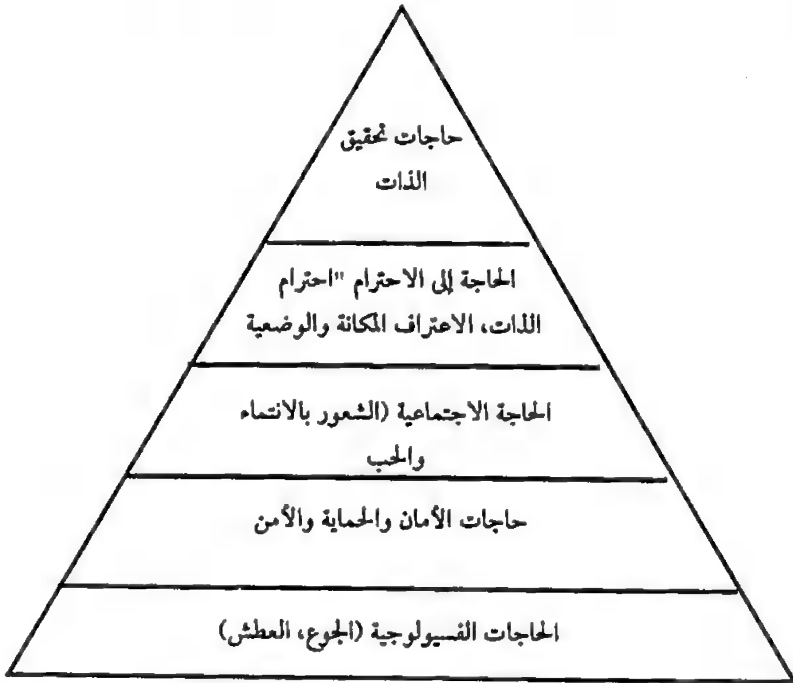 حاجات تحقيق
الذات
الحاجة إلى الاحترام "احترام
الذات، الاعتراف المكانة والوضعية
الحاجة الاجتماعية (الشعور بالانتماء
والحب
حاجات الأمان والحماية والأمن
الحاجات الفسيولوجية (الجوع، العطش)